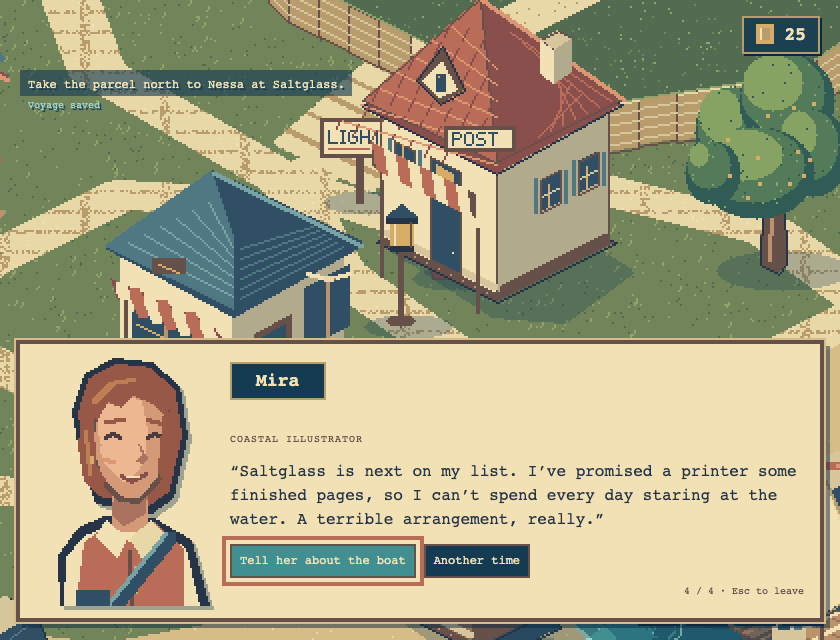 25
Take the parcel north to Nessa at Saltglass.
Voyage saved
POST
Mira
COASTAL ILLUSTRATOR
“Saltglass is next on my list. I’ve promised a printer some
finished pages, so I can’t spend every day staring at the
water. A terrible arrangement, really.”
Tell her about the boat
Another time
4 / 4 · Esc to leave